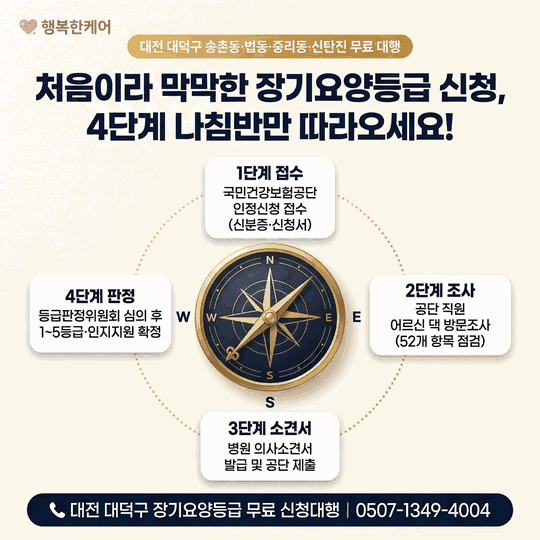 행복한케어
대전 대덕구 송촌동·법동·중리동·신탄진 무료 대행
처음이라 막막한 장기요양등급 신청,
4단계 나침반만 따라오세요!
1단계 접수
국민건강보험공단
인정신청 접수
(신분증·신청서)
4단계 판정
등급판정위원회 심의 후
1~5등급·인지지원 확정
2단계 조사
공단 직원
어르신 댁 방문조사
(52개 항목 점검)
W
N
W
E
S
E
S
3단계 소견서
병원 의사소견서
발급 및 공단 제출
대전 대덕구 장기요양등급 무료 신청대행 | 0507-1349-4004